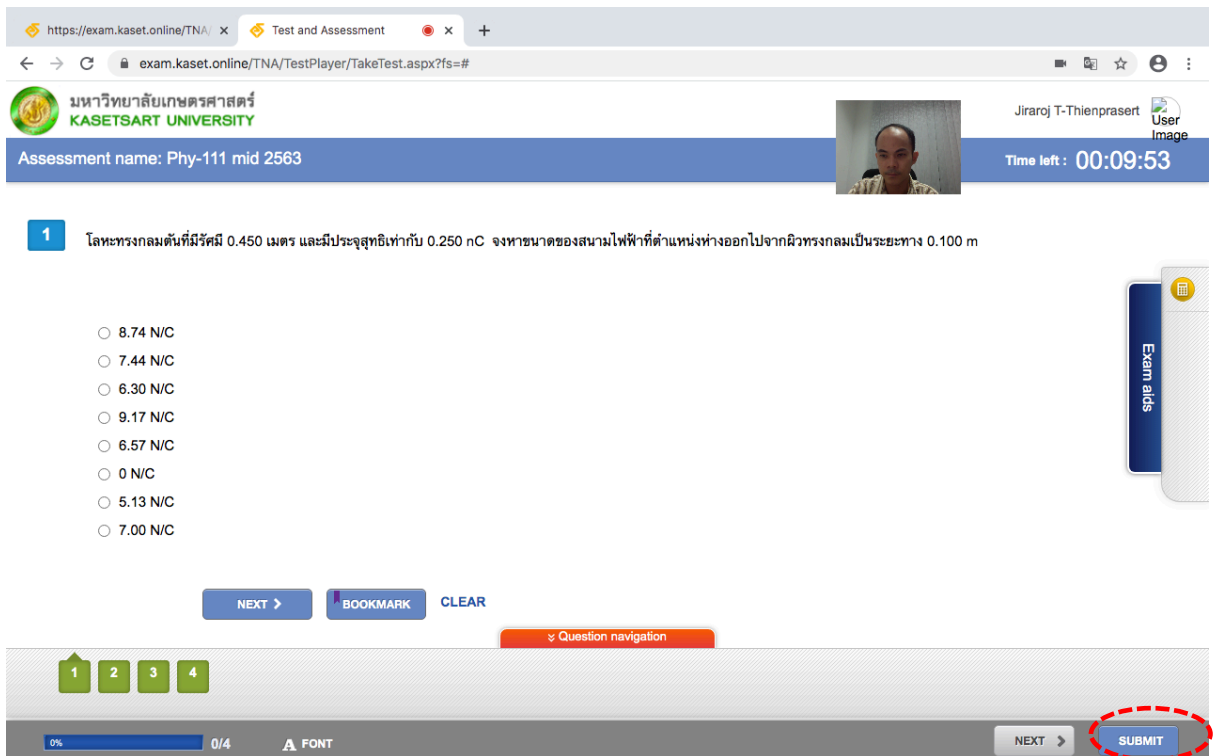 https://exam.kaset.online/TNA/
Test and Assessment
exam.kaset.online/TNA/TestPlayer/TakeTest.aspx?fs=#
มหาวิทยาลัยเกษตรศาสตร์
KASETSART UNIVERSITY
Jiraroj T-Thienprasert
User
Image
Assessment name: Phy-111 mid 2563
Time left : 00:09:53
1
โลหะทรงกลมตันที่มีรัศมี 0.450 เมตร และมีประจุสุทธิเท่ากับ 0.250 nC จงหาขนาดของสนามไฟฟ้าที่ตำแหน่งห่างออกไปจากผิวทรงกลมเป็นระยะทาง 0.100 m
8.74 N/C
7.44 N/C
6.30 N/C
9.17 N/C
6.57 N/C
0 N/C
5.13 N/C
7.00 N/C
Exam aids
NEXT
BOOKMARK
CLEAR
Question navigation
1 2 3 4
0%
0/4
A FONT
NEXT
SUBMIT